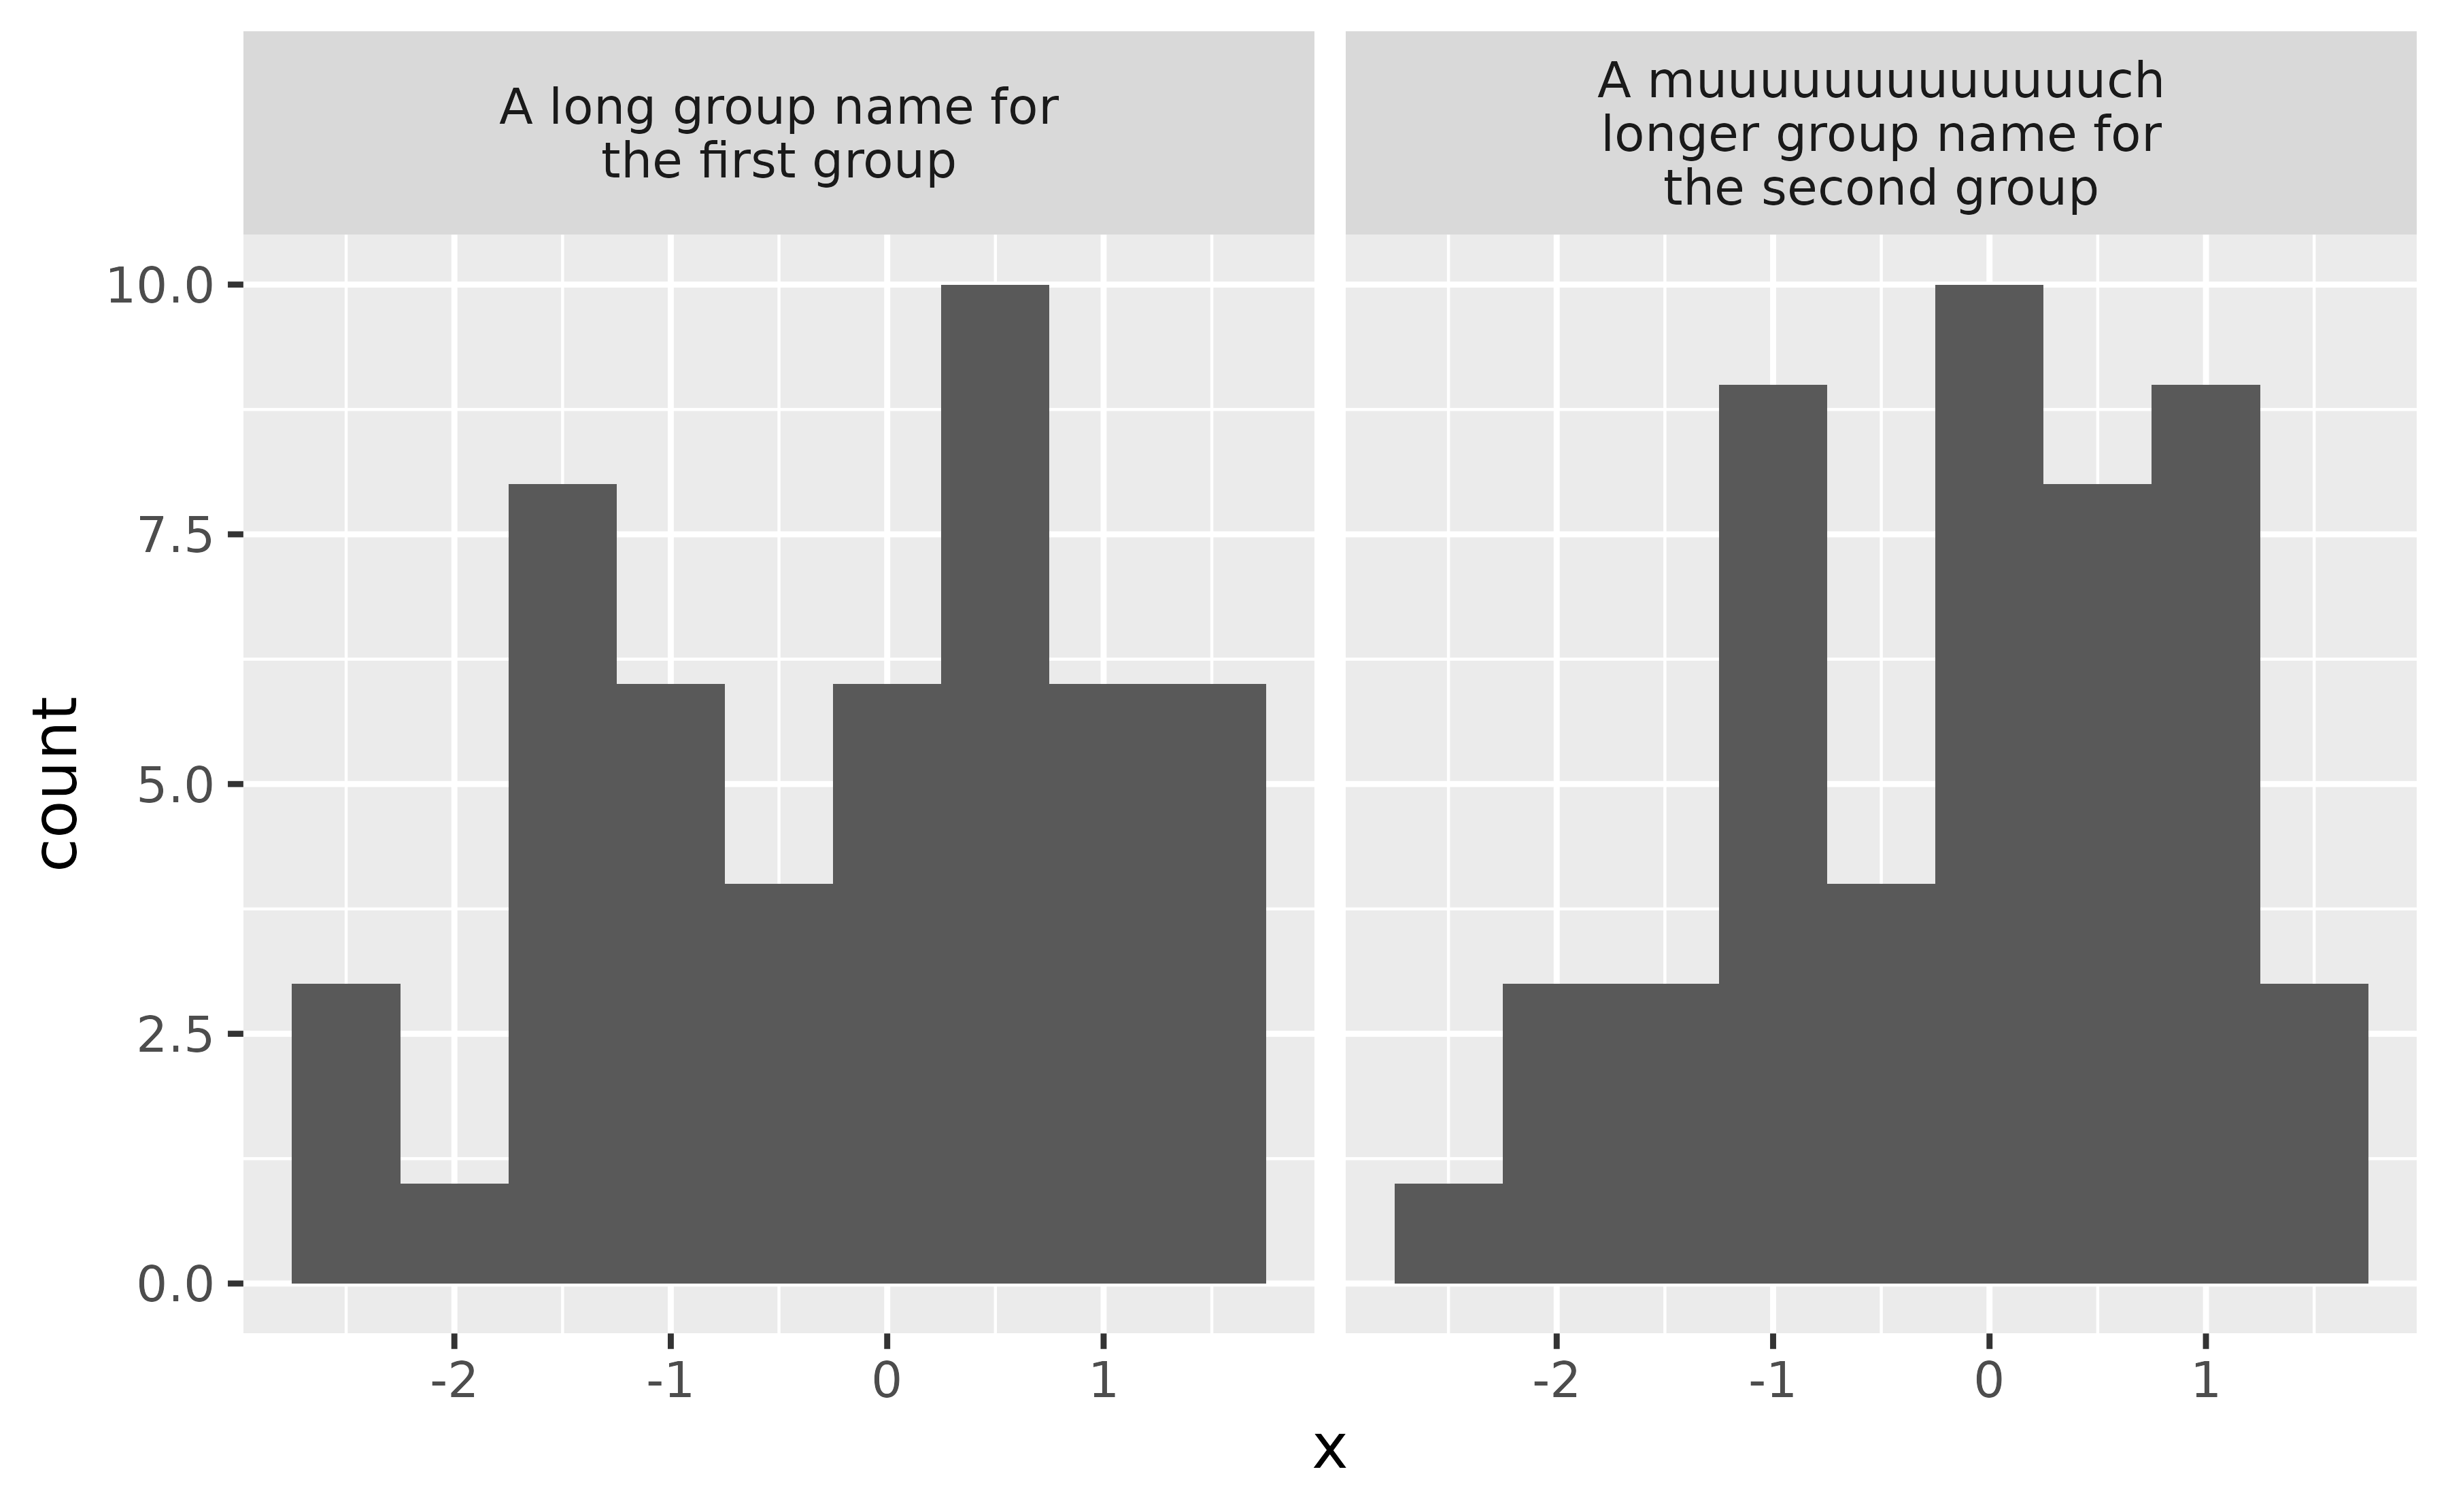 A long group name for
the first group
A muuuuuuuuuuuuuch
longer group name for
the second group
10.0
7.5
5.0
2.5
0.0
count
-2
-1
0
1
-2
-1
0
1
x